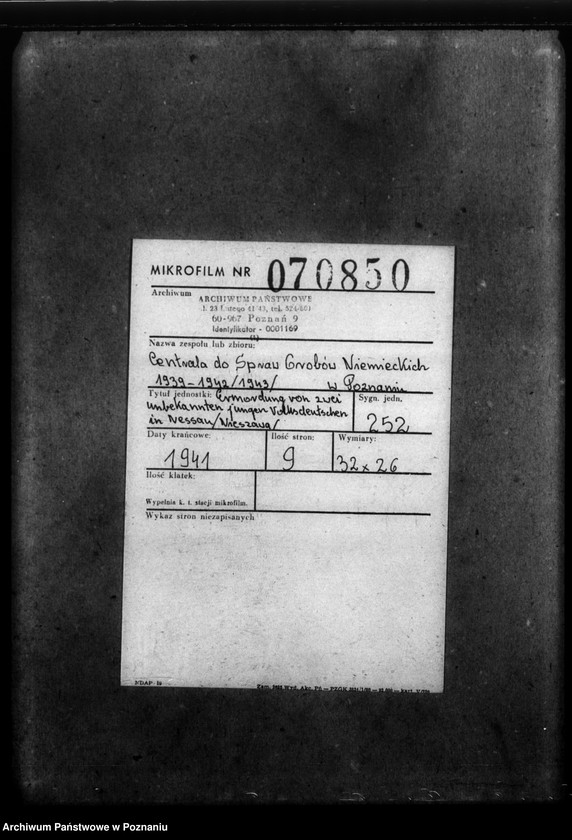 MIKROFILM NR 070850
Archiwum ARCHIWUM PAŃSTWOWE
60-967 Poznań 9
Identyfikator - 0001169
Nazwa zespołu lub zbioru:
Centrala do Spraw Grobów Niemieckich
1939-1942/1943/ w Poznaniu
Tytuł jednostki: Ermordung von zwei
unbekannten jungen Volksdeutschen
in Nessau/Nieszawa/
Sygn. jedn.
252
Daty krańcowe:
1941
Ilość stron:
9
Wymiary:
32 x 26
Ilość klatek:
Wypełnia k. t. stacji mikrofilm.
Wykaz stron niezapisanych
NDAP
Archiwum Państwowe w Poznaniu